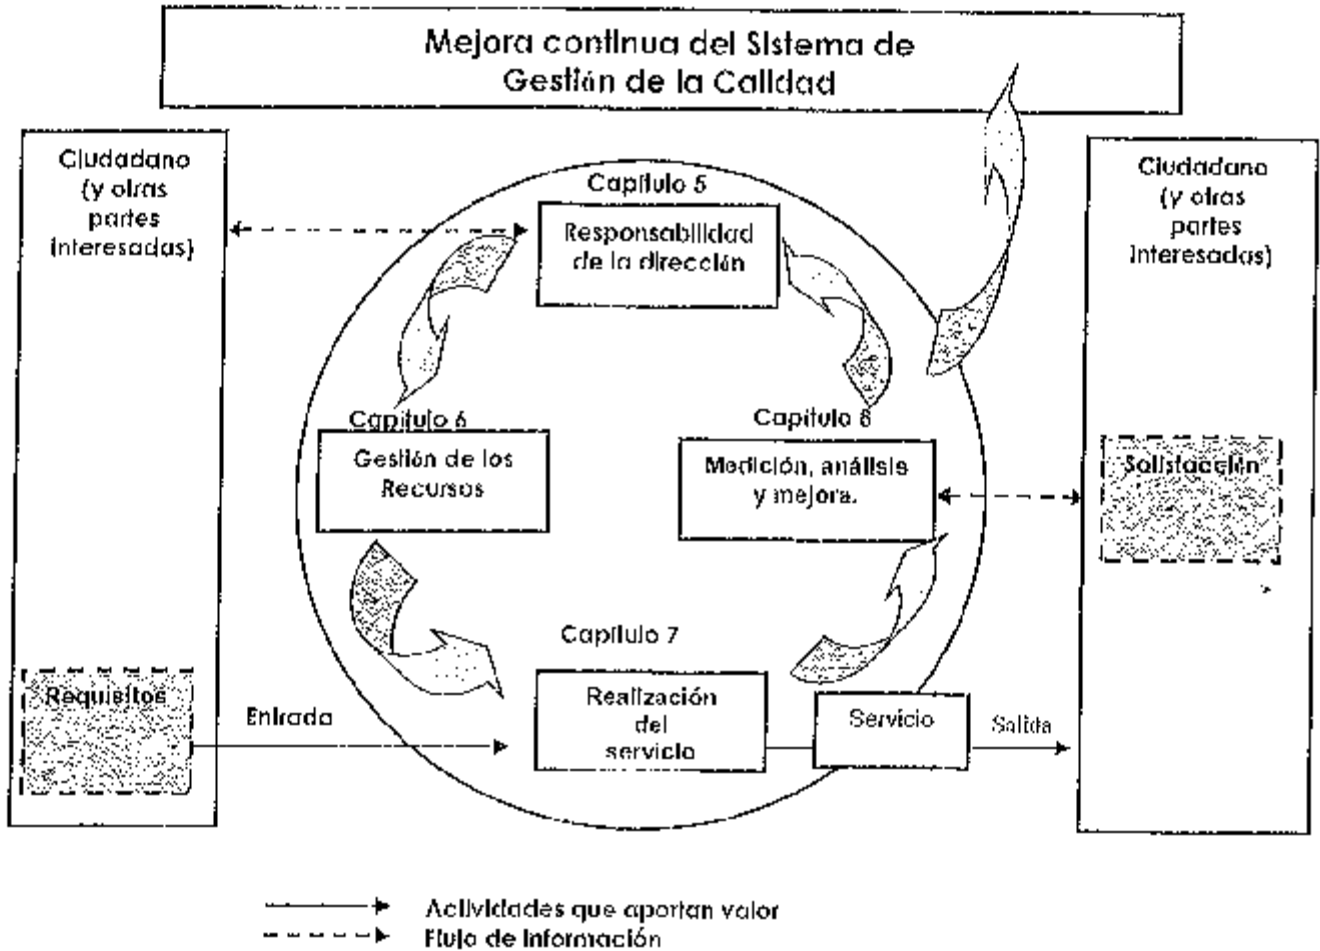 Mejora continua del Sistema de
Gestión de la Calidad
Ciudadano
(y otras
partes
interesadas)
Ciudadano
(y otras
partes
interesadas)
Capítulo 5
Responsabilidad
de la dirección
Capítulo 6
Gestión de los
Recursos
Capítulo 8
Medición, análisis
y mejora.
Satisfacción
Capítulo 7
Realización
del
servicio
Requisitos
Entrada
Servicio
Salida
Actividades que aportan valor
Flujo de información